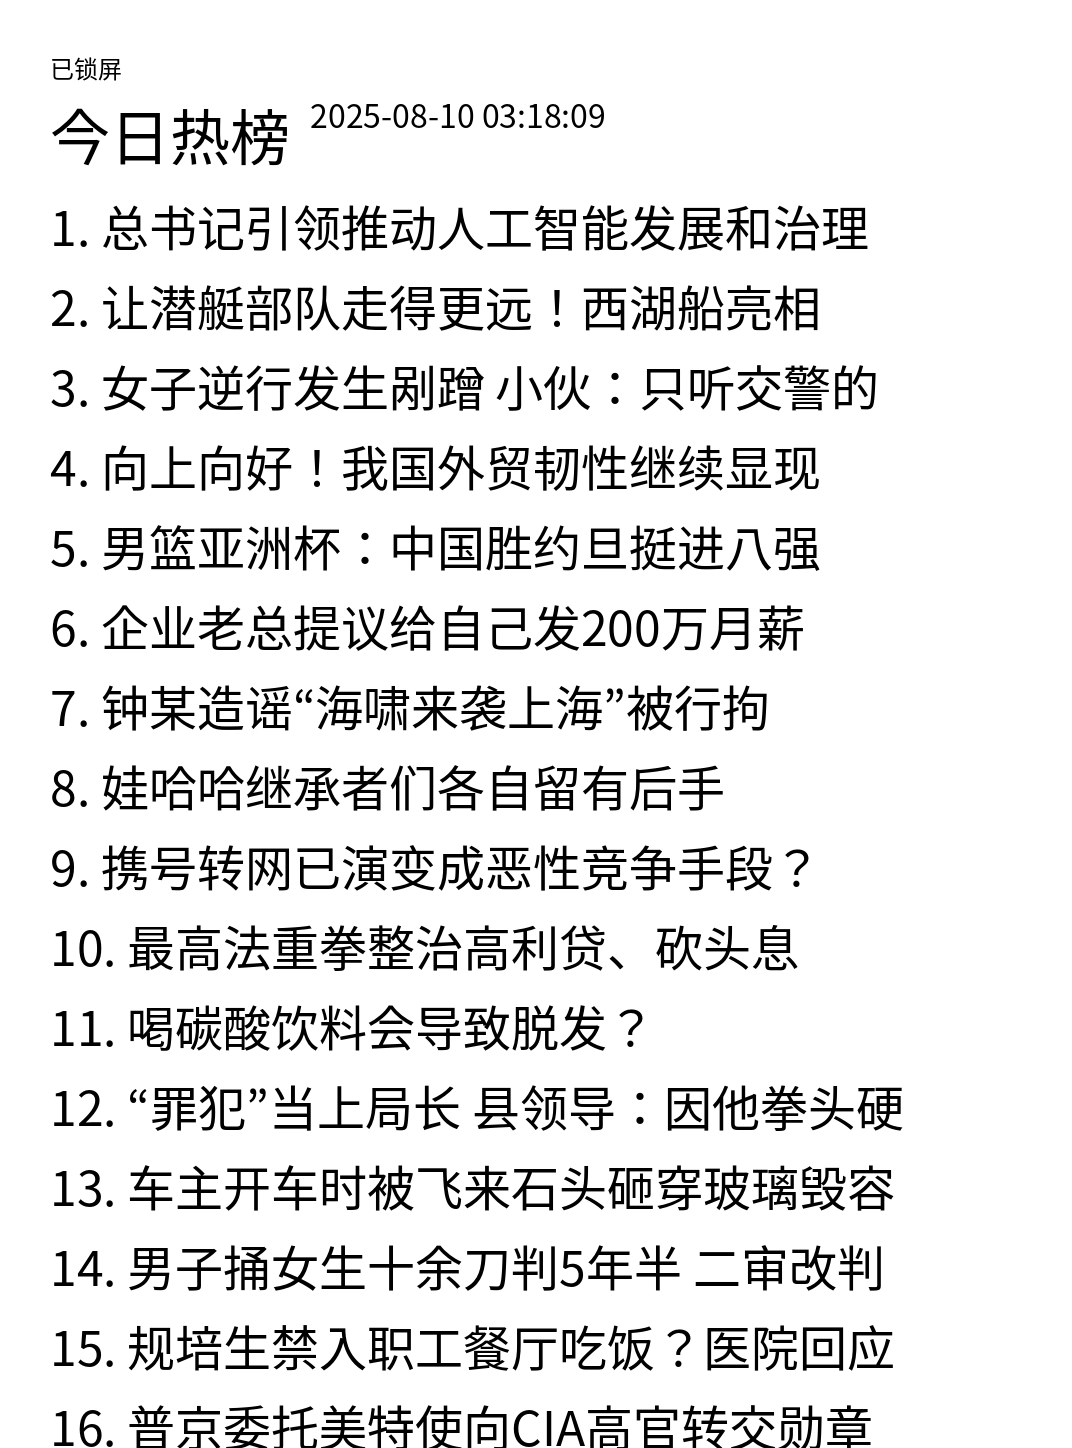 已锁屏
今日热榜 2025-08-10 03:18:09
1. 总书记引领推动人工智能发展和治理
2. 让潜艇部队走得更远！西湖船亮相
3. 女子逆行发生剐蹭 小伙：只听交警的
4. 向上向好！我国外贸韧性继续显现
5. 男篮亚洲杯：中国胜约旦挺进八强
6. 企业老总提议给自己发200万月薪
7. 钟某造谣“海啸来袭上海”被行拘
8. 娃哈哈继承者们各自留有后手
9. 携号转网已演变成恶性竞争手段？
10. 最高法重拳整治高利贷、砍头息
11. 喝碳酸饮料会导致脱发？
12. “罪犯”当上局长 县领导：因他拳头硬
13. 车主开车时被飞来石头砸穿玻璃毁容
14. 男子捅女生十余刀判5年半 二审改判
15. 规培生禁入职工餐厅吃饭？医院回应
16. 普京委托美特使向CIA高官转交勋章